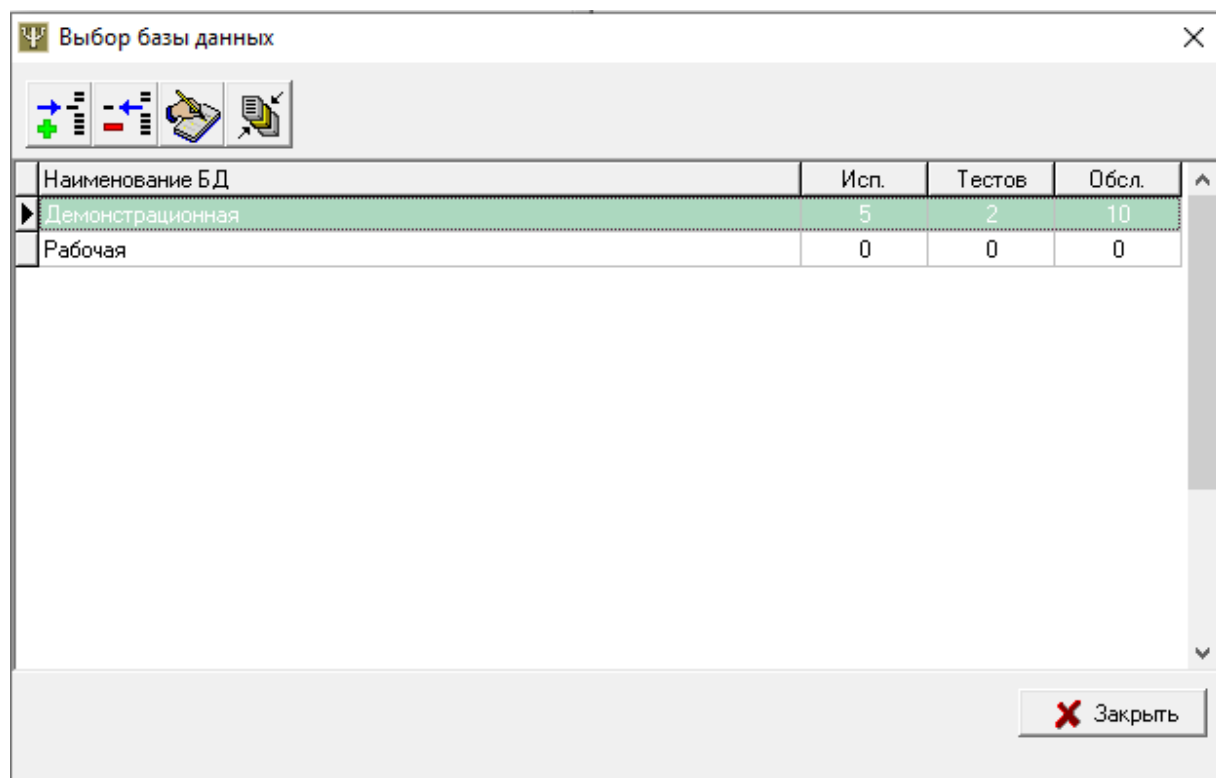 Выбор базы данных
Наименование БД Исп. Тестов Обсл.
Демонстрационная 5 2 10
Рабочая 0 0 0
Закрыть